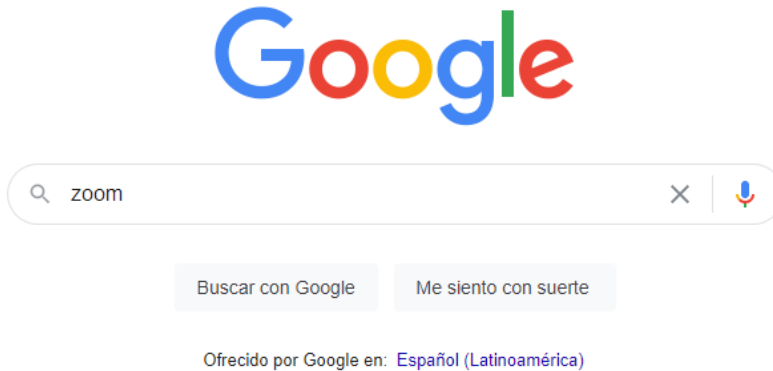 Google
zoom
Buscar con Google Me siento con suerte
Ofrecido por Google en: Español (Latinoamérica)